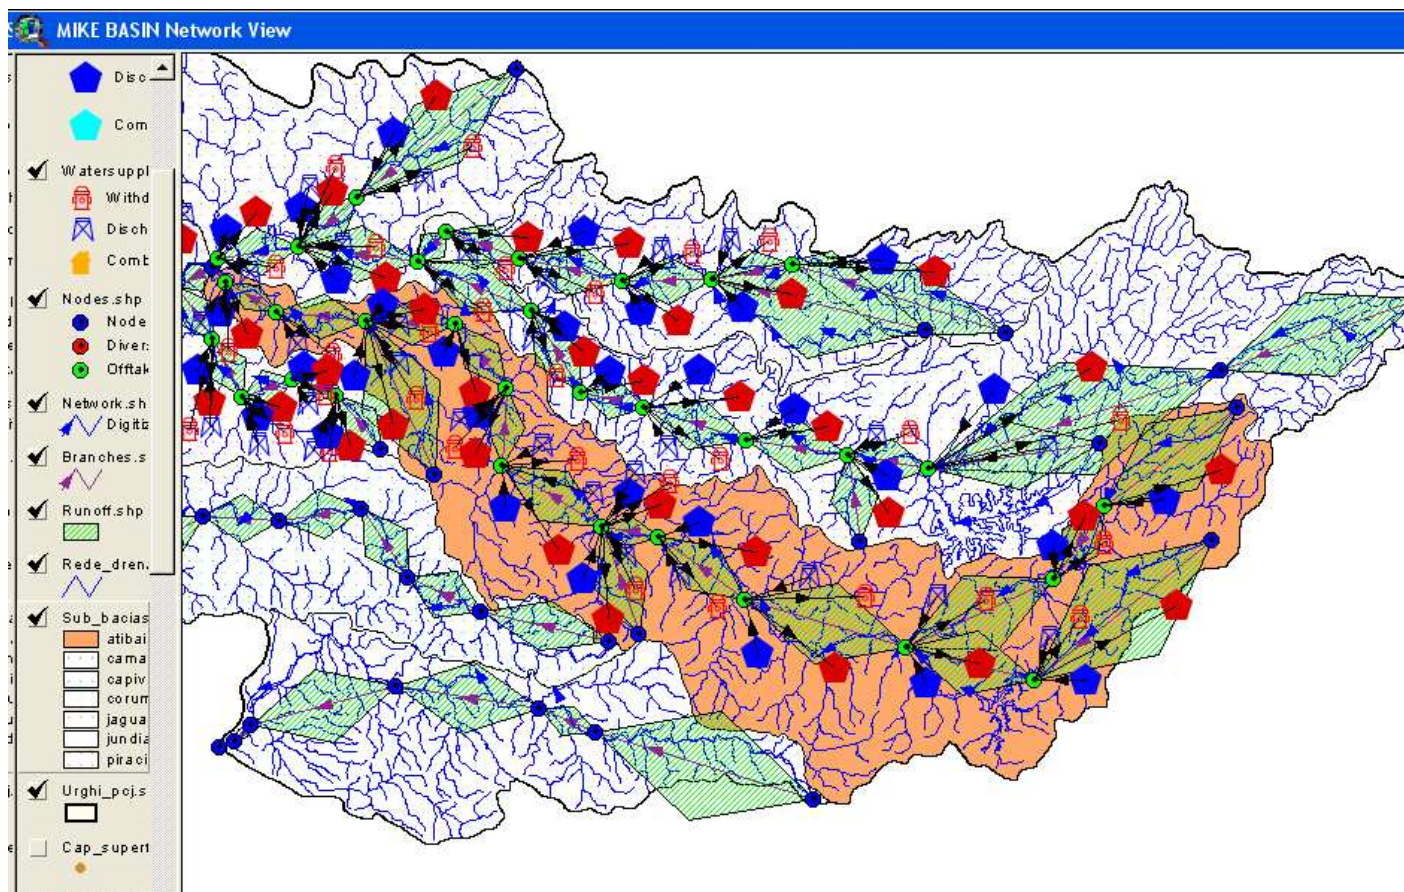 MIKE BASIN Network View
Disc
Com
Watersuppl
Withd
Disch
Comb
Nodes.shp
Node
Divers
Offtak
Network.sh
Digitiz
Branches.s
Runoff.shp
Rede_dren.
Sub_bacias
atibai
cama
capiv
corum
jagua
jundia
piraci
Urghi_pcj.s
Cap_supert